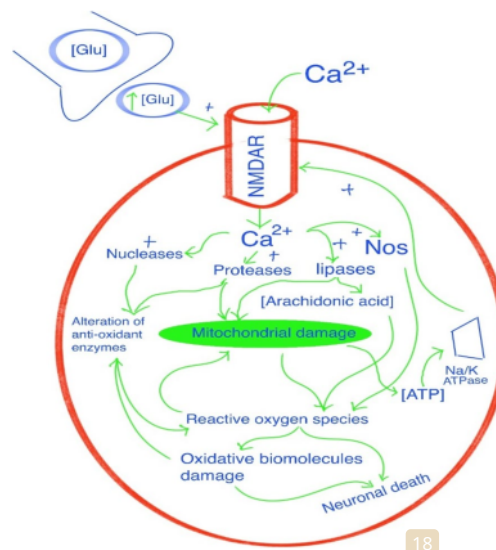 [Glu]
↑ [Glu]
+
Ca²⁺
NMDAR
+
Ca²⁺
+
Nucleases
+
Proteases
+
+
Nos
lipases
[Arachidonic acid]
Alteration of
anti-oxidant
enzymes
Mitochondrial damage
Na/K
ATPase
[ATP]
Reactive oxygen species
Oxidative biomolecules
damage
Neuronal death
18